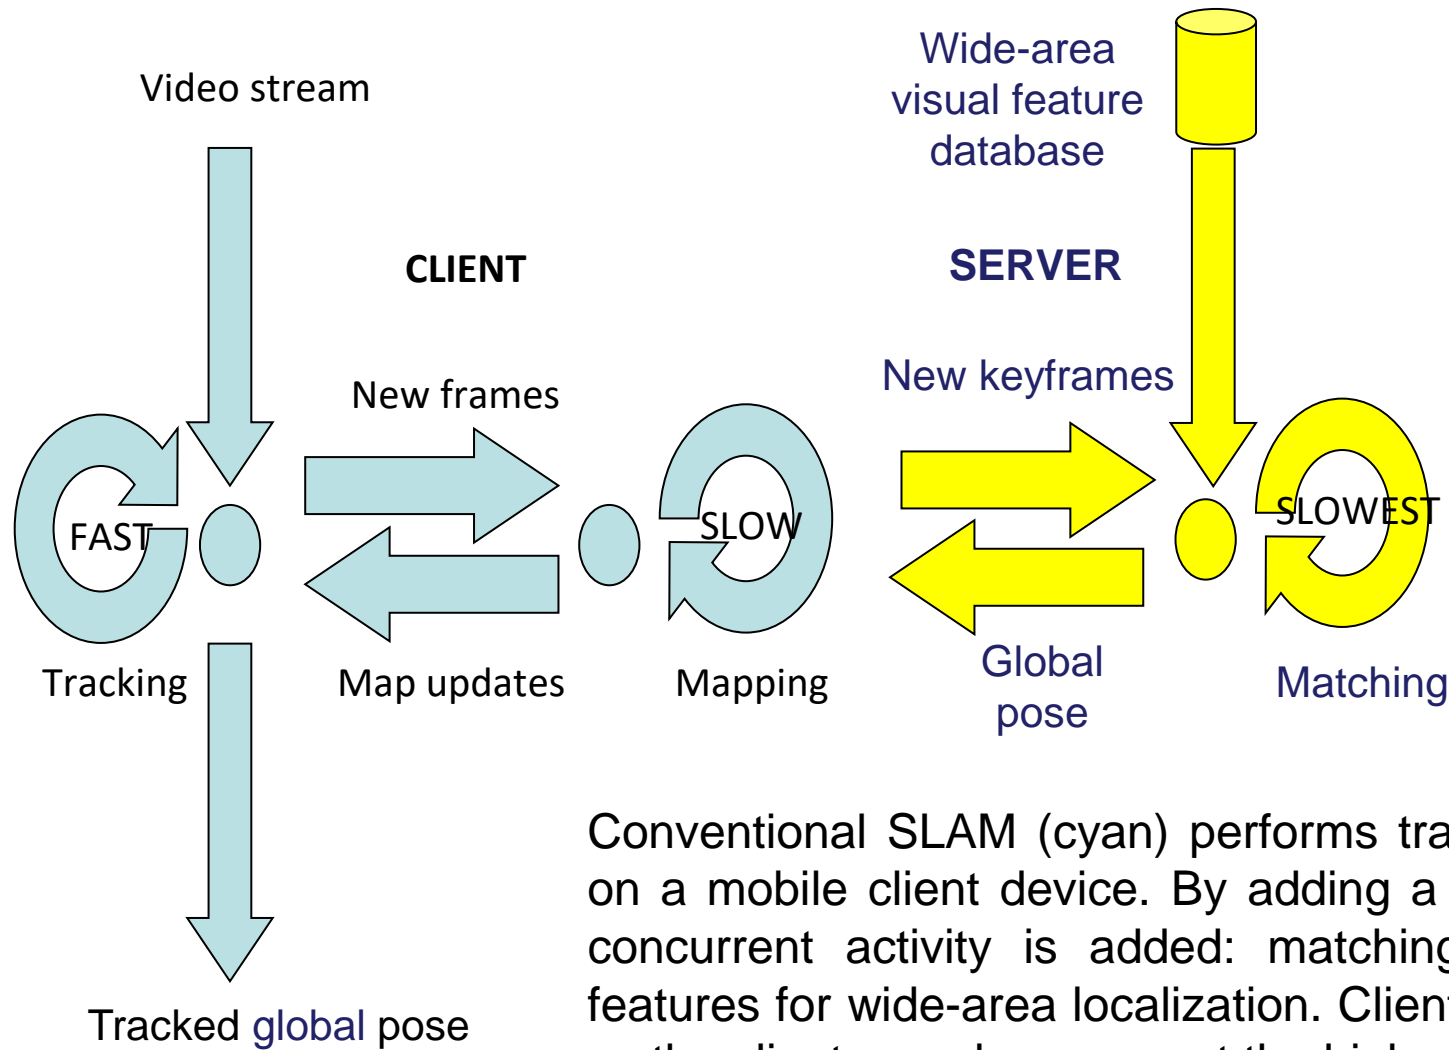 Video stream
Wide-area
visual feature
database
CLIENT
SERVER
New frames
New keyframes
FAST
SLOW
SLOWEST
Tracking
Map updates
Mapping
Global
pose
Matching
Conventional SLAM (cyan) performs tra
on a mobile client device. By adding a
concurrent activity is added: matching
features for wide-area localization. Client
Tracked global pose